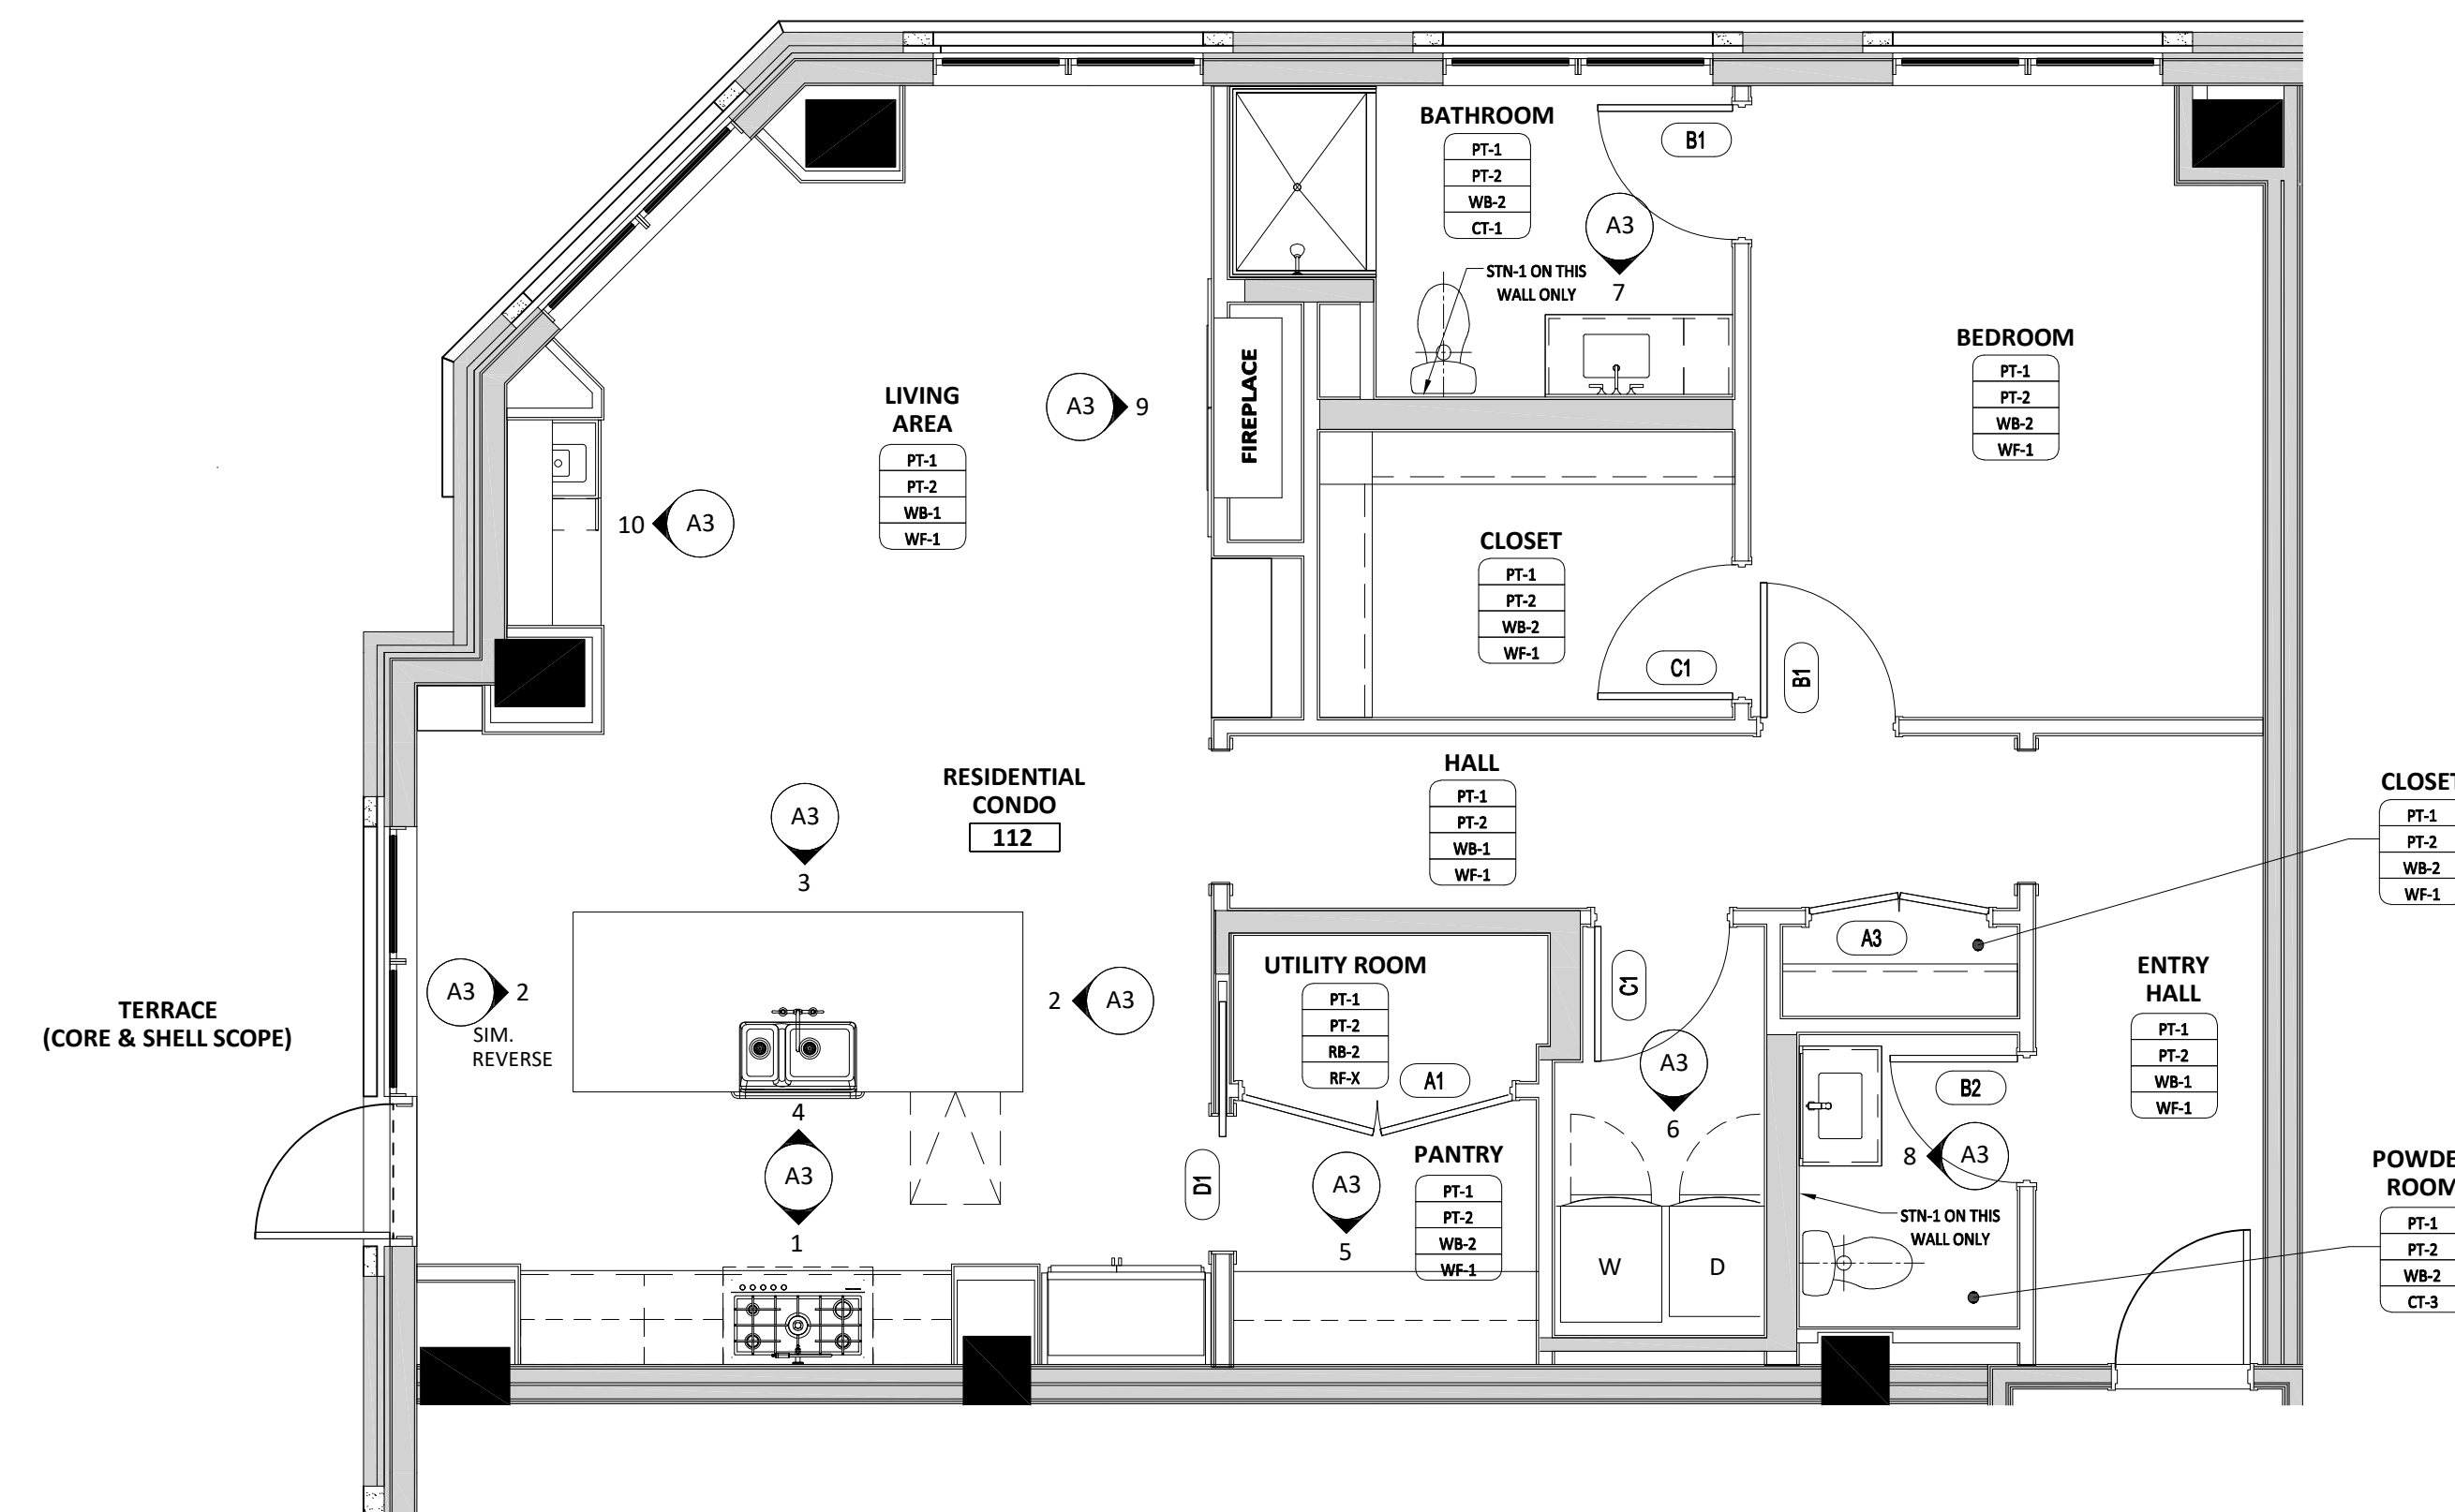 BATHROOM
PT-1
PT-2
WB-2
CT-1
B1
A3
7
STN-1 ON THIS
WALL ONLY
BEDROOM
PT-1
PT-2
WB-2
WF-1
LIVING
AREA
PT-1
PT-2
WB-1
WF-1
A3
9
FIREPLACE
10
A3
CLOSET
PT-1
PT-2
WB-2
WF-1
C1
B1
RESIDENTIAL
CONDO
112
A3
3
HALL
PT-1
PT-2
WB-1
WF-1
CLOSET
PT-1
PT-2
WB-2
WF-1
A3
TERRACE
(CORE & SHELL SCOPE)
A3
2
SIM.
REVERSE
2
A3
UTILITY ROOM
PT-1
PT-2
RB-2
RF-X
A1
C1
A3
6
ENTRY
HALL
PT-1
PT-2
WB-1
WF-1
B2
8
A3
4
A3
1
D1
A3
5
PANTRY
PT-1
PT-2
WB-2
WF-1
W
D
STN-1 ON THIS
WALL ONLY
POWDE
ROOM
PT-1
PT-2
WB-2
CT-3